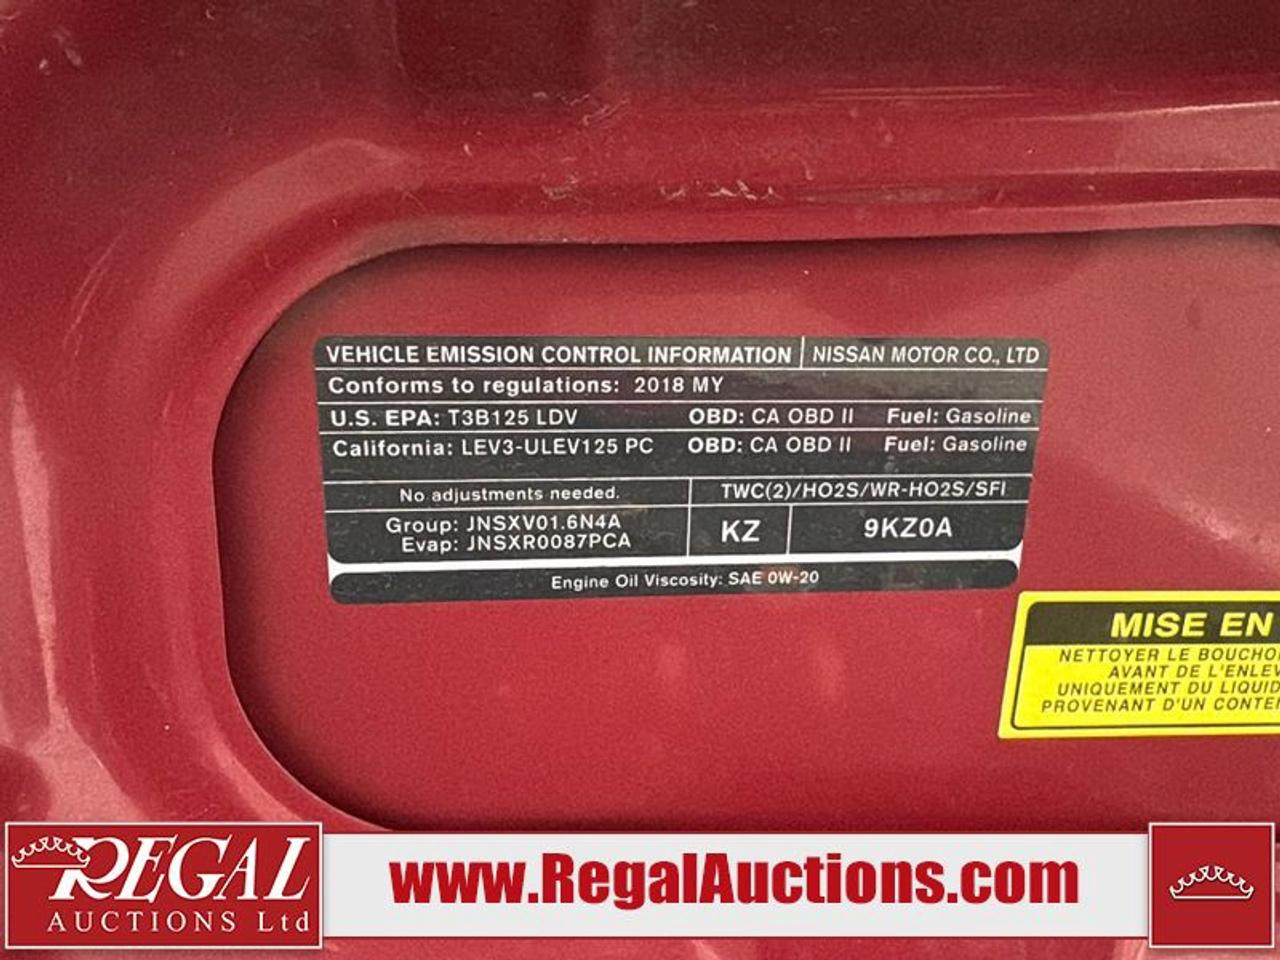 VEHICLE EMISSION CONTROL INFORMATION NISSAN MOTOR CO., LTD
Conforms to regulations: 2018 MY
U.S. EPA: T3B125 LDV OBD: CA OBD II Fuel: Gasoline
California: LEV3-ULEV125 PC OBD: CA OBD II Fuel: Gasoline
No adjustments needed. TWC(2)/HO2S/WR-HO2S/SFI
Group: JNSXV01.6N4A
Evap: JNSXR0087PCA
KZ 9KZ0A
Engine Oil Viscosity: SAE 0W-20
MISE EN
NETTOYER LE BOUCHO
AVANT DE L'ENLEV
UNIQUEMENT DU LIQUID
PROVENANT D'UN CONTE
REGAL
AUCTIONS Ltd
www.RegalAuctions.com